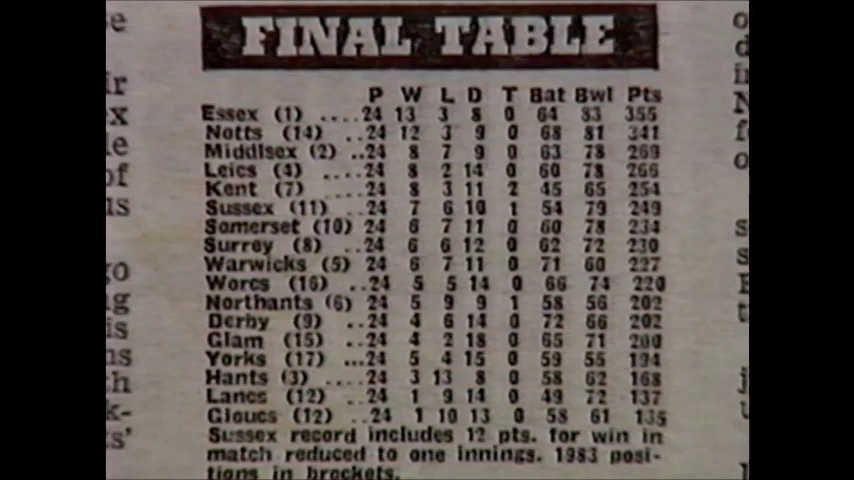 FINAL TABLE
P W L D T Bat Bwl Pts
Essex (1) ....24 13 3 8 0 64 83 355
Notts (14) ..24 12 3 9 0 68 81 341
Middlsex (2) ..24 8 7 9 0 63 78 269
Leics (4) ....24 8 2 14 0 60 78 266
Kent (7) ....24 8 3 11 2 45 65 254
Sussex (11) ..24 7 6 10 1 54 79 249
Somerset (10) ..24 6 7 11 0 60 78 234
Surrey (8) ..24 6 6 12 0 62 72 230
Warwicks (5) 24 6 7 11 0 71 60 227
Worcs (16) ..24 5 5 14 0 66 74 220
Northants (6) 24 5 9 9 1 58 56 202
Derby (9) ..24 4 6 14 0 72 66 202
Glam (15) ..24 4 2 18 0 65 71 200
Yorks (17) ...24 5 4 15 0 59 55 194
Hants (3) ....24 3 13 8 0 58 62 168
Lancs (12) ..24 1 9 14 0 49 72 137
Gloucs (12) ..24 1 10 13 0 58 61 135
Sussex record includes 12 pts. for win in
match reduced to one innings. 1983 posi-
tions in brackets.